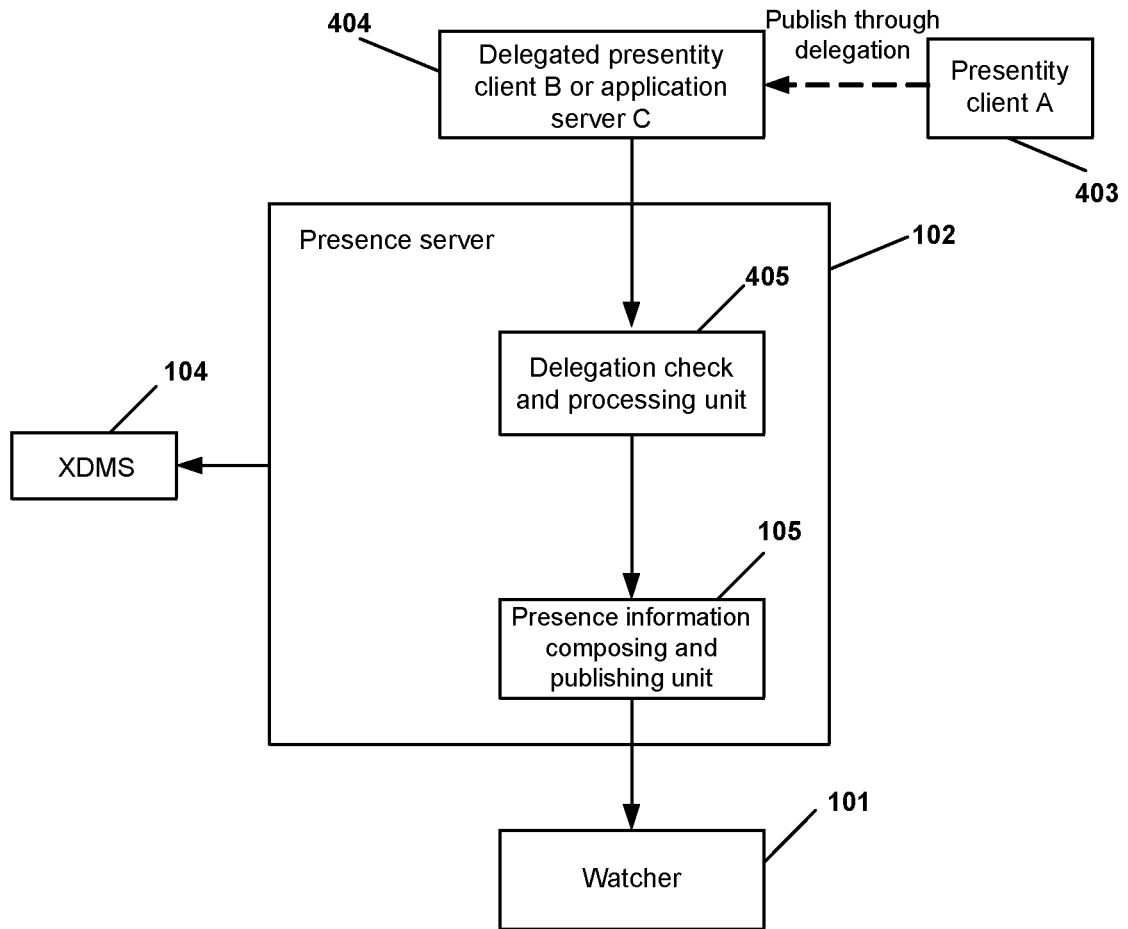 404
Delegated presentity
client B or application
server C
Publish through
delegation
Presentity
client A
403
Presence server
102
405
Delegation check
and processing unit
104
XDMS
105
Presence information
composing and
publishing unit
101
Watcher